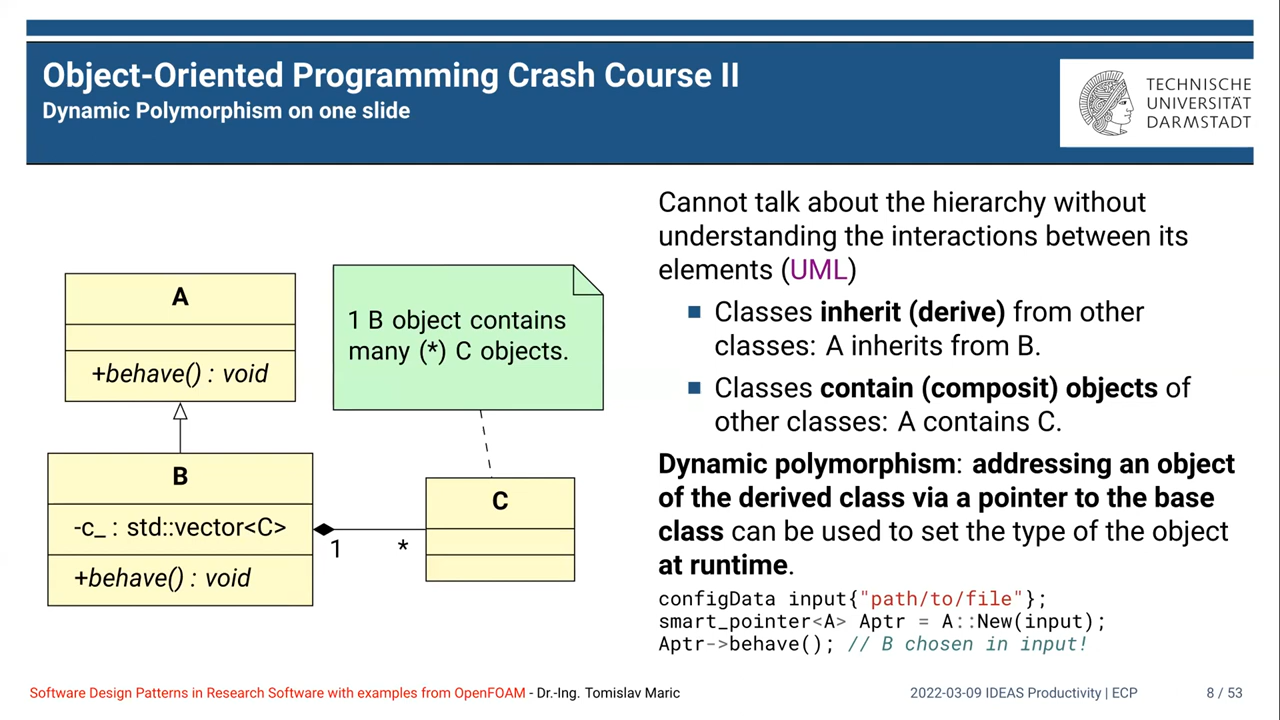 Object-Oriented Programming Crash Course II
Dynamic Polymorphism on one slide
TECHNISCHE
UNIVERSITÄT
DARMSTADT
A
+behave() : void
1 B object contains
many (*) C objects.
B
-c_ : std::vector<C>
+behave() : void
1
*
C
Cannot talk about the hierarchy without
understanding the interactions between its
elements (UML)
Classes inherit (derive) from other
classes: A inherits from B.
Classes contain (composit) objects of
other classes: A contains C.
Dynamic polymorphism: addressing an object
of the derived class via a pointer to the base
class can be used to set the type of the object
at runtime.
configData input{"path/to/file"};
smart_pointer<A> Aptr = A::New(input);
Aptr->behave(); // B chosen in input!
Software Design Patterns in Research Software with examples from OpenFOAM - Dr.-Ing. Tomislav Maric
2022-03-09 IDEAS Productivity | ECP
8 / 53